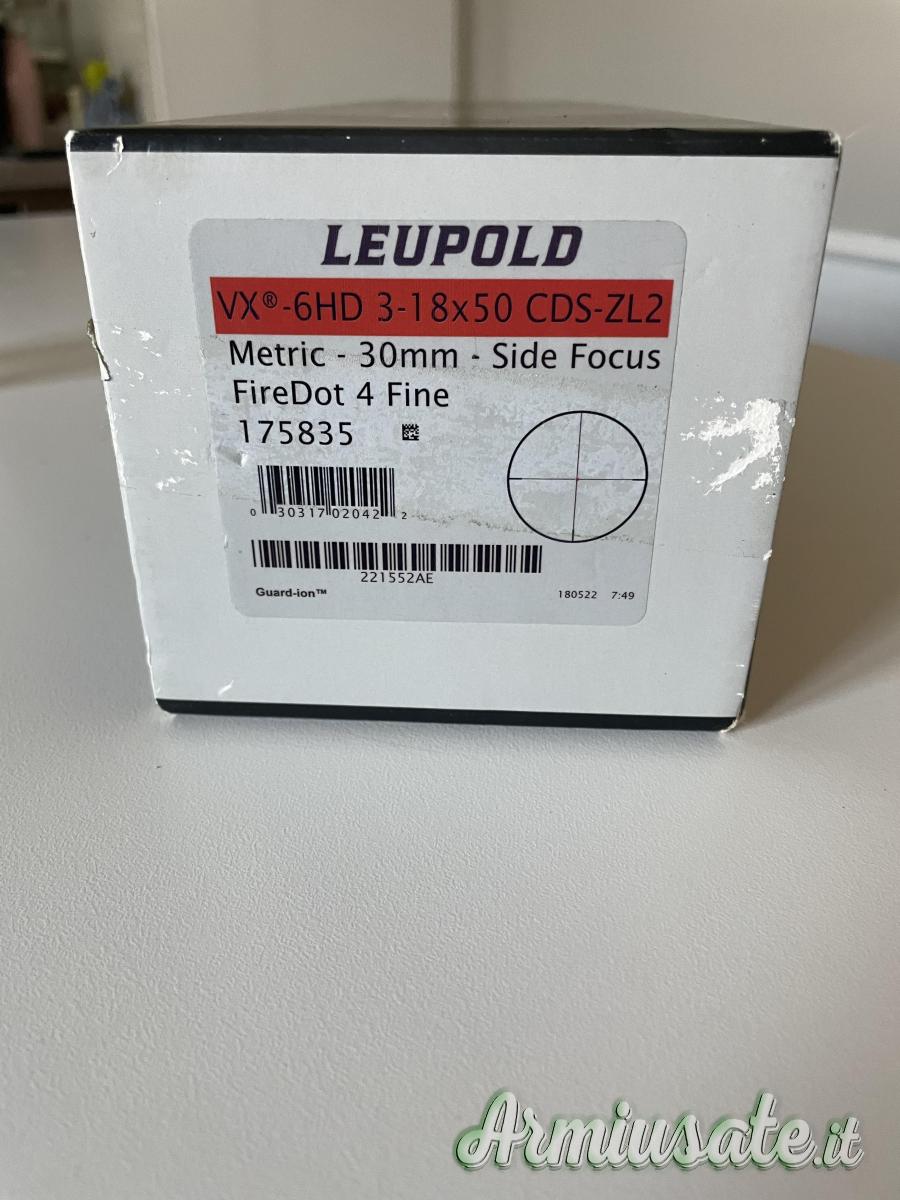 LEUPOLD
VX®-6HD 3-18x50 CDS-ZL2
Metric - 30mm - Side Focus
FireDot 4 Fine
175835
0 30317 02042 2
221552AE
Guard-ion™ 180522 7:49
Armiusate.it